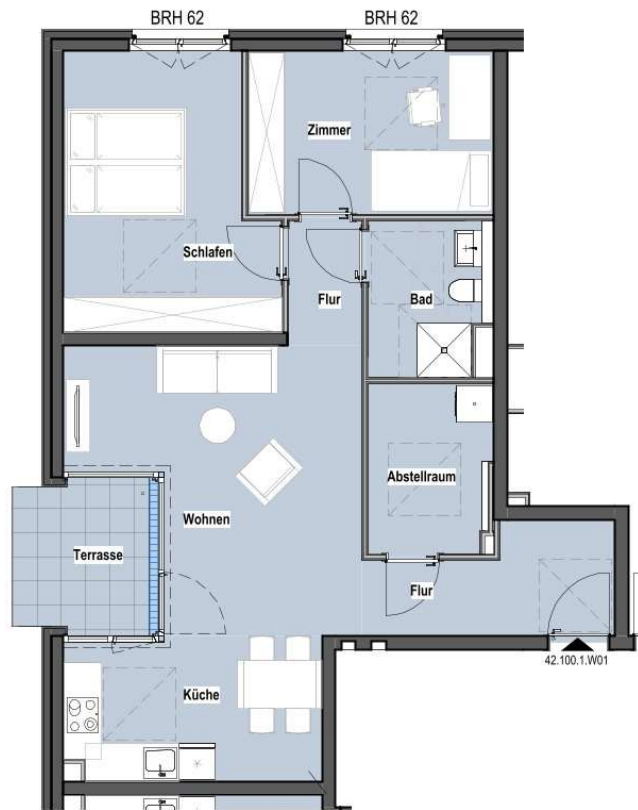 BRH 62
BRH 62
Zimmer
Schlafen
Flur
Bad
Abstellraum
Wohnen
Terrasse
Flur
42.100.1.W01
Küche